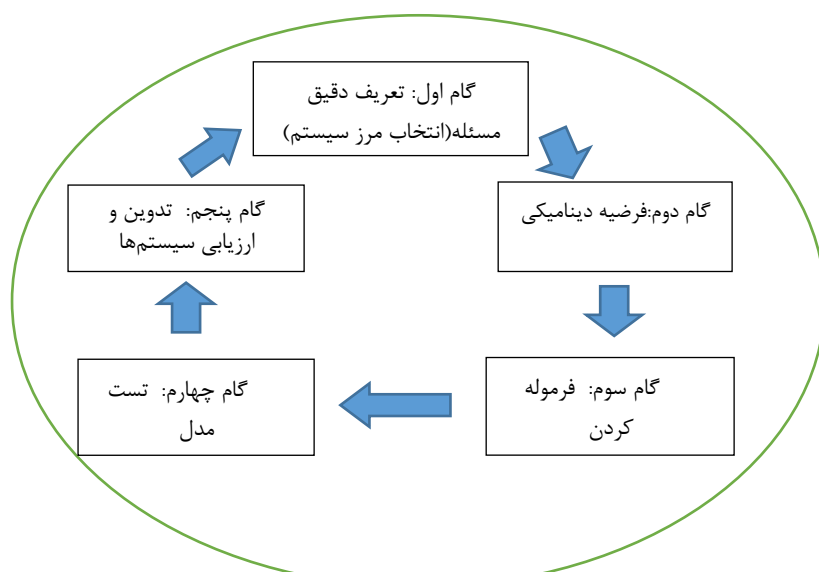 گام اول: تعریف دقیق
مسئله(انتخاب مرز سیستم)
گام دوم:فرضیه دینامیکی
گام سوم: فرموله
کردن
گام چهارم: تست
مدل
گام پنجم: تدوین و
ارزیابی سیستم‌ها